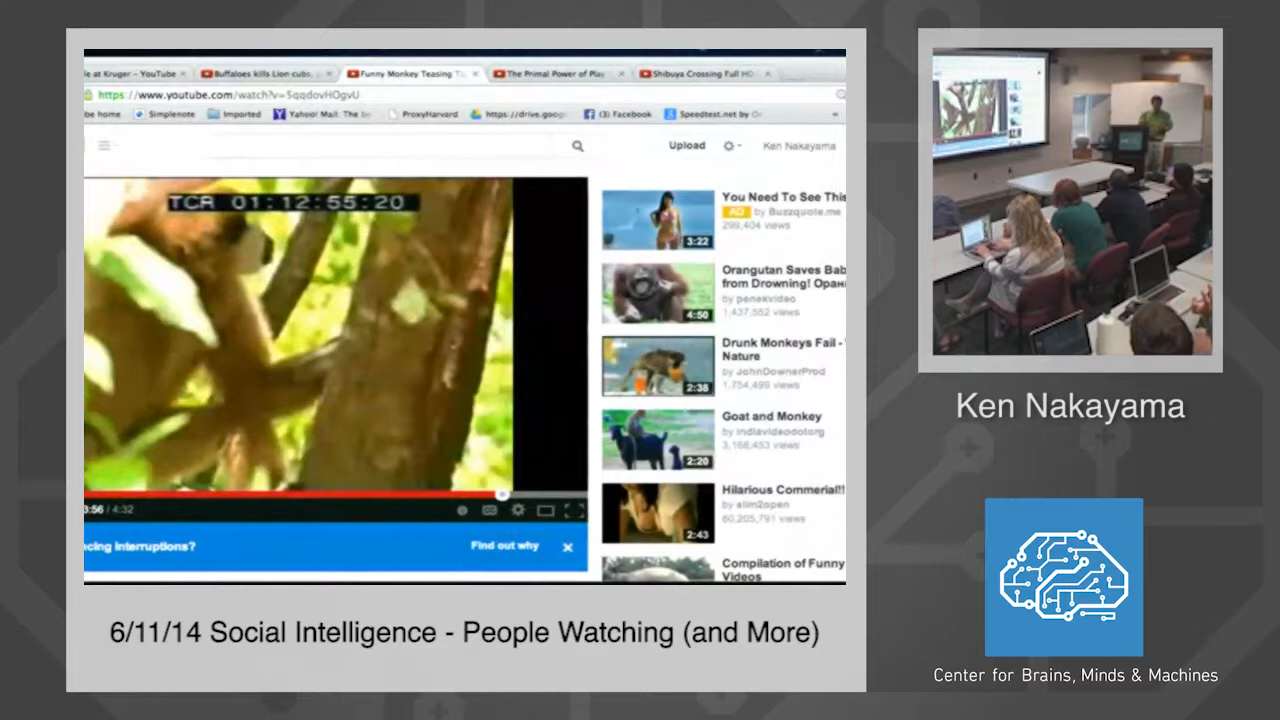 le at Kruger - YouTube
Buffaloes kills Lion cubs.
Funny Monkey Teasing T
The Primal Power of Play
Shibuya Crossing Full HD
https://www.youtube.com/watch?v=5qqdovHOgvU
be home
Simplenote
Imported
Yahoo! Mail: The
ProxyHarvard
https://drive.goog
(3) Facebook
Speedtest.net by
Upload
Ken Nakayama
TCR 01:12:55:20
3:56 / 4:32
ncing interruptions?
Find out why
You Need To See This
AD by Buzzquote.me
299,404 views
3:22
Orangutan Saves Bab
from Drowning! Оран
by penekvideo
1,437,552 views
4:50
Drunk Monkeys Fail -
Nature
by JohnDownerProd
1,754,499 views
2:38
Goat and Monkey
by indiavideodotorg
3,168,453 views
2:20
Hilarious Commerial!!
by slim2open
60,205,791 views
2:43
Compilation of Funny
Videos
6/11/14 Social Intelligence - People Watching (and More)
Ken Nakayama
Center for Brains, Minds & Machines